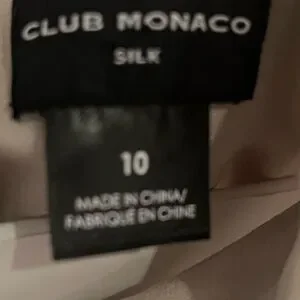 CLUB MONACO
SILK
10
MADE IN CHINA/
FABRIQUÉ EN CHINE